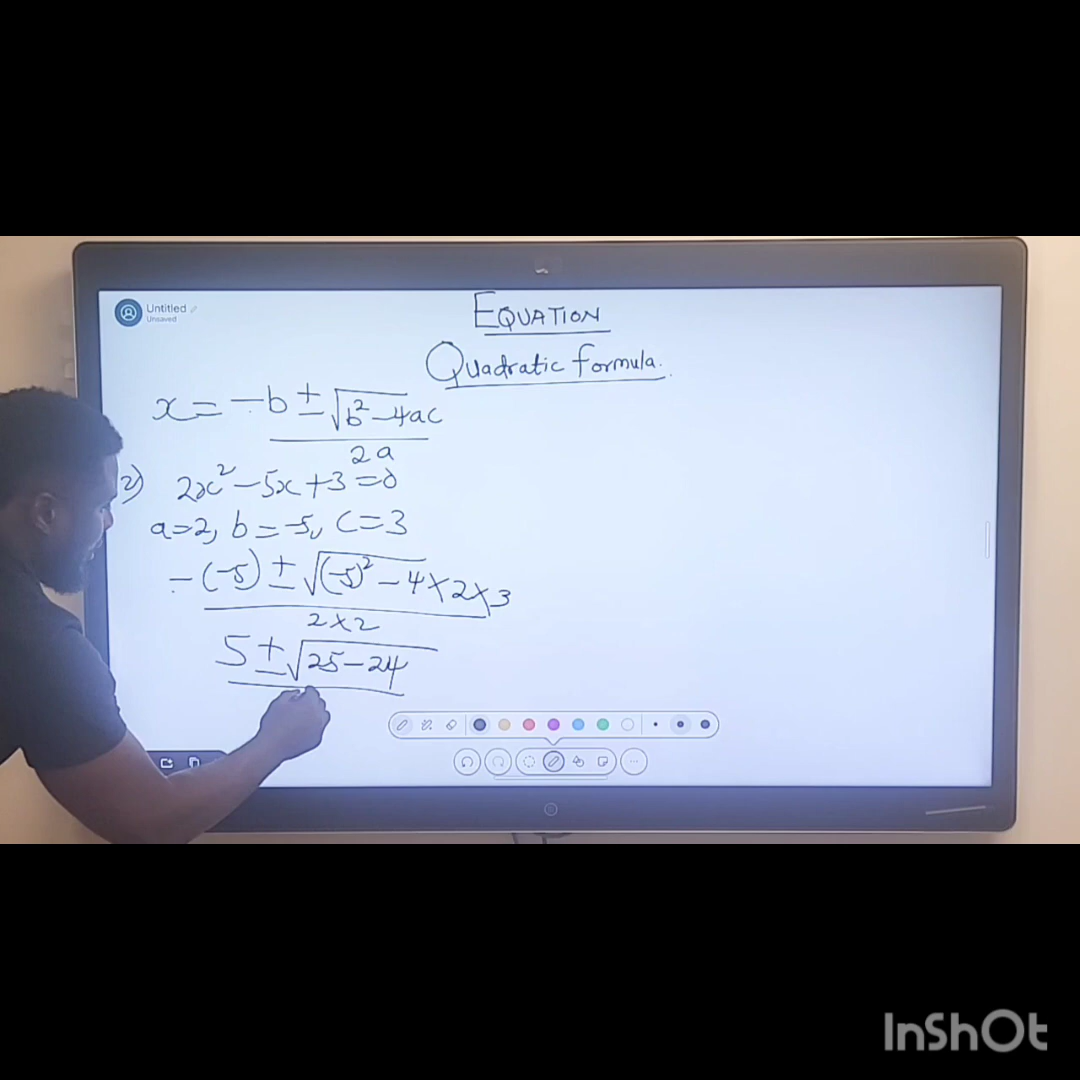 Untitled
Unsaved
EQUATION
Quadratic formula.
x = -b ± √b² - 4ac
2a
2) 2x² - 5x + 3 = 0
a=2, b = -5, c = 3
-(-5) ± √(-5)² - 4 × 2 × 3
2 × 2
5 ± √25 - 24
InShOt